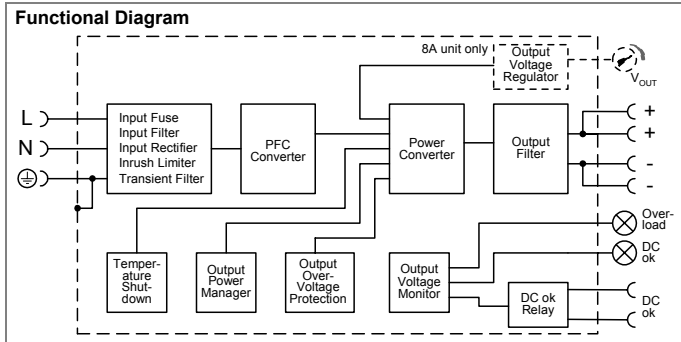 Functional Diagram
8A unit only
Output
Voltage
Regulator
VOUT
L
N
Input Fuse
Input Filter
Input Rectifier
Inrush Limiter
Transient Filter
PFC
Converter
Power
Converter
Output
Filter
+
+
-
-
Temper-
ature
Shut-
down
Output
Power
Manager
Output
Over-
Voltage
Protection
Output
Voltage
Monitor
DC ok
Relay
Over-
load
DC
ok
DC
ok